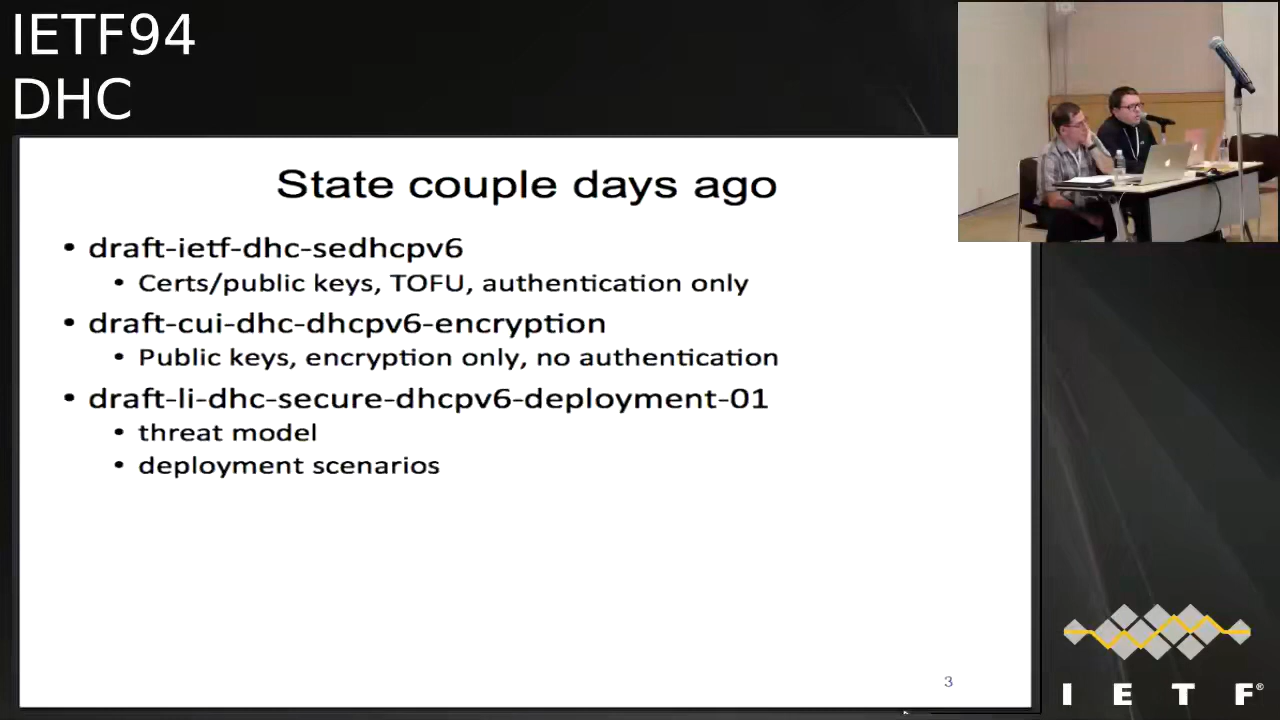 IETF94
DHC
State couple days ago
• draft-ietf-dhc-sedhcpv6
• Certs/public keys, TOFU, authentication only
• draft-cui-dhc-dhcpv6-encryption
• Public keys, encryption only, no authentication
• draft-li-dhc-secure-dhcpv6-deployment-01
• threat model
• deployment scenarios
3
I E T F®